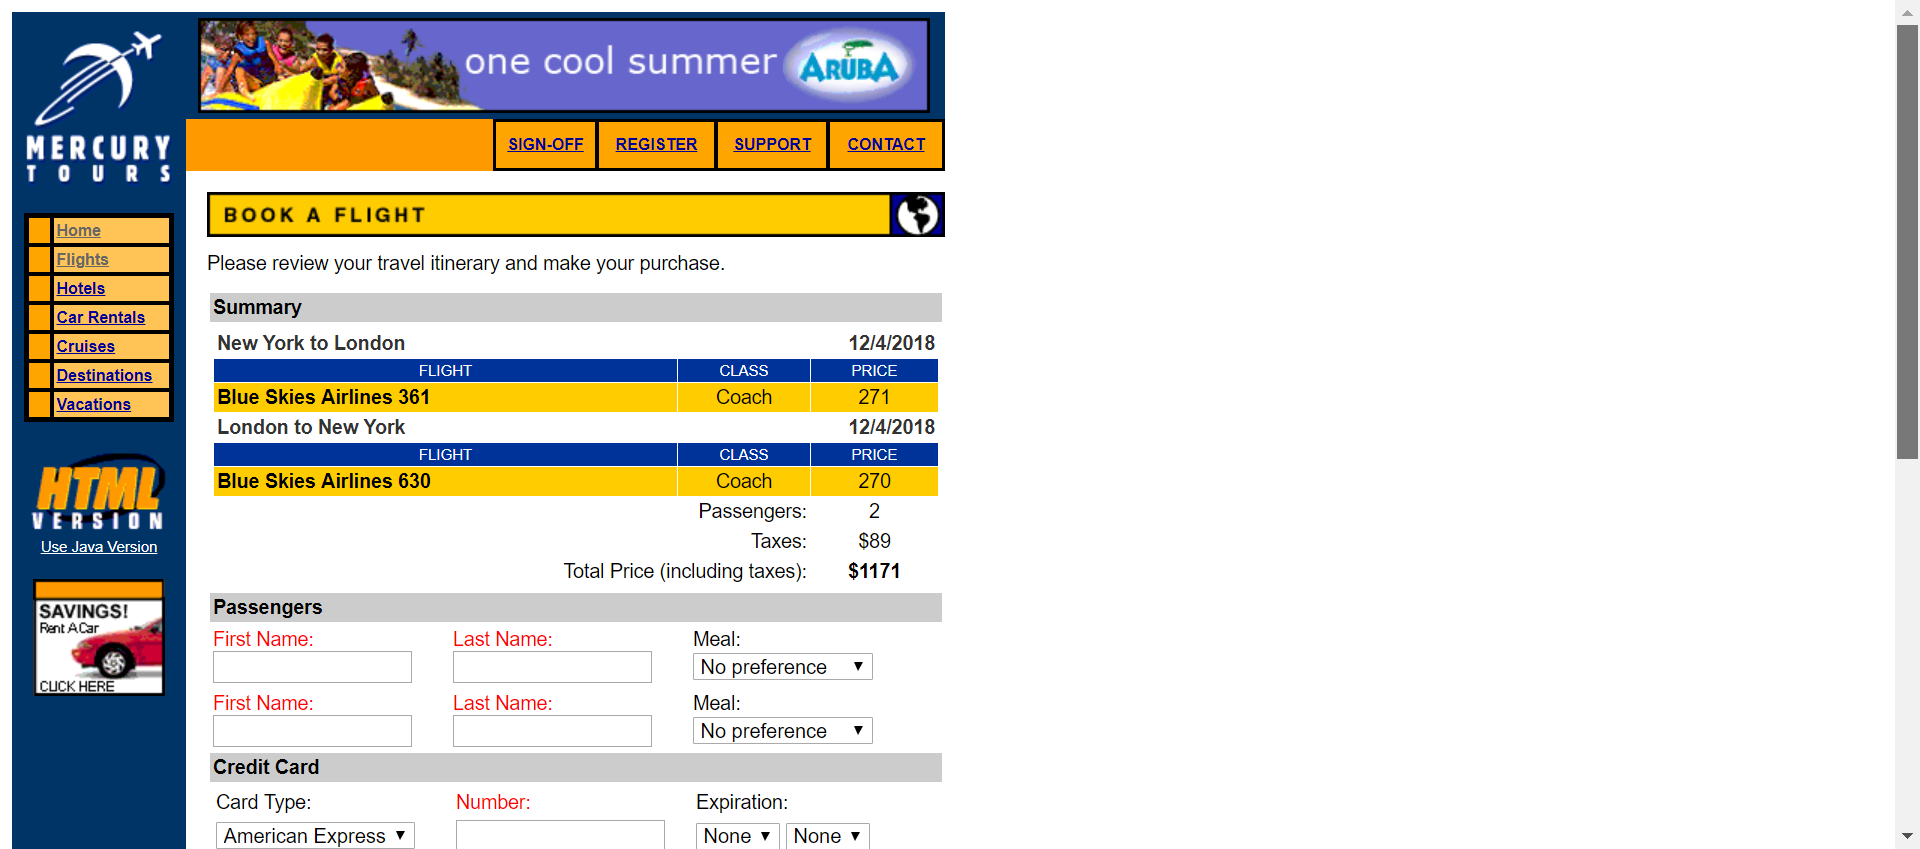 one cool summer ARUBA
MERCURY
TOURS
SIGN-OFF REGISTER SUPPORT CONTACT
BOOK A FLIGHT
Home
Flights
Hotels
Car Rentals
Cruises
Destinations
Vacations
HTML
VERSION
Use Java Version
SAVINGS!
Rent A Car
CLICK HERE
Please review your travel itinerary and make your purchase.
Summary
New York to London 12/4/2018
FLIGHT CLASS PRICE
Blue Skies Airlines 361 Coach 271
London to New York 12/4/2018
FLIGHT CLASS PRICE
Blue Skies Airlines 630 Coach 270
Passengers: 2
Taxes: $89
Total Price (including taxes): $1171
Passengers
First Name: Last Name: Meal:
No preference
First Name: Last Name: Meal:
No preference
Credit Card
Card Type: Number: Expiration:
American Express None None